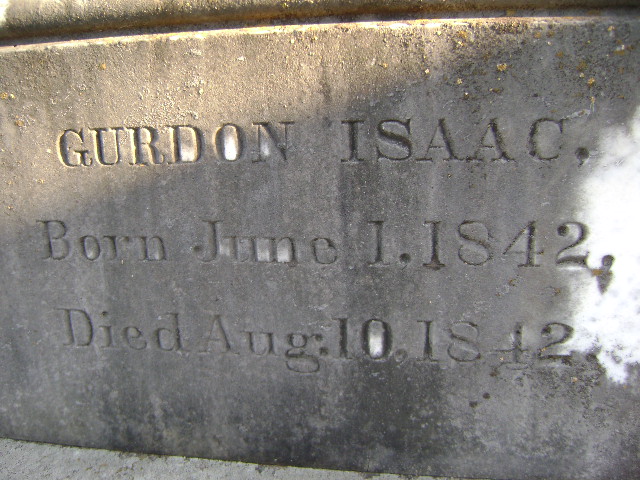 GURDON ISAAC,
Born June 1, 1842,
Died Aug: 10, 1842.